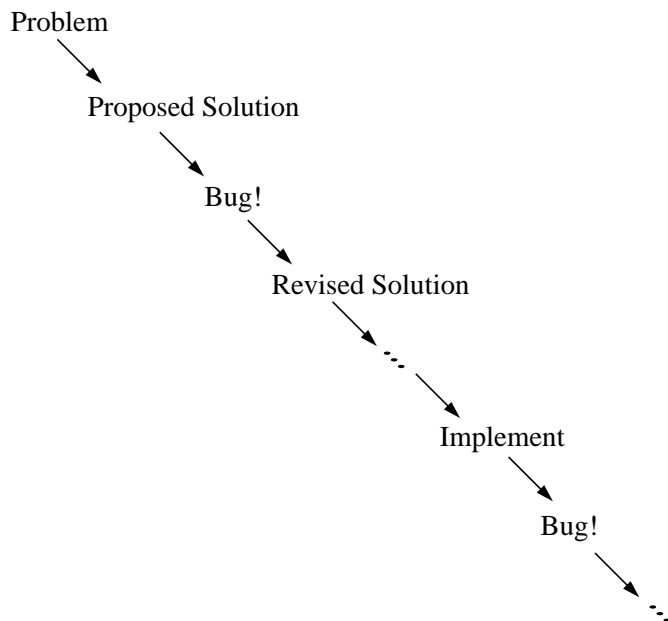 Problem
Proposed Solution
Bug!
Revised Solution
...
Implement
Bug!
...